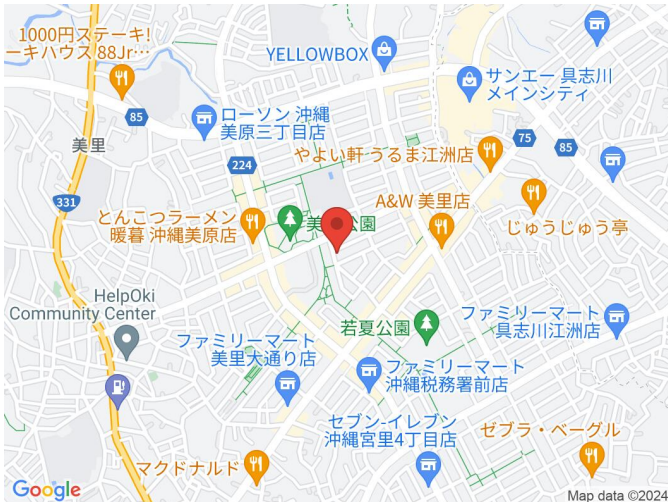 1000円ステーキ!
ーキハウス 88Jr…
YELLOWBOX
サンエー 具志川
メインシティ
85
ローソン 沖縄
美原三丁目店
美里
224
やよい軒 うるま江洲店
75
85
331
とんこつラーメン
暖暮 沖縄美原店
美
公園
A&W 美里店
じゅうじゅう亭
HelpOki
Community Center
若夏公園
ファミリーマート
具志川江洲店
ファミリーマート
美里大通り店
ファミリーマート
沖縄税務署前店
セブン-イレブン
沖縄宮里4丁目店
ゼブラ・ベーグル
マクドナルド
Google
Map data ©2024